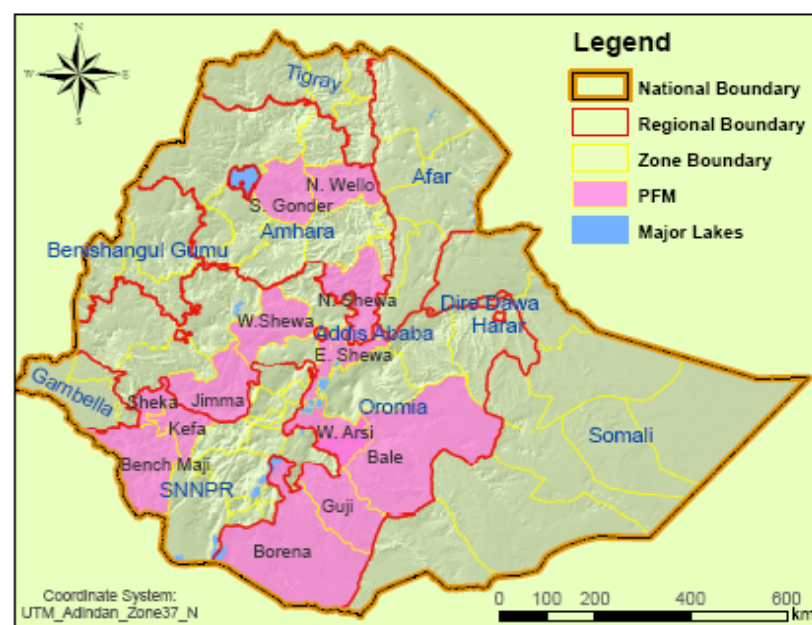 N
W
E
S
Legend
National Boundary
Regional Boundary
Zone Boundary
PFM
Major Lakes
Tigray
Afar
N. Wello
S. Gonder
Amhara
Benishangul Gumu
N. Shewa
Dire Dawa
W.Shewa
Addis Ababa
Harar
E. Shewa
Gambella
Sheka
Jimma
Oromia
Kefa
W. Arsi
Somali
Bench Maji
Bale
SNNPR
Guji
Borena
Coordinate System:
UTM_Adindan_Zone37_N
0 100 200 400 600
km